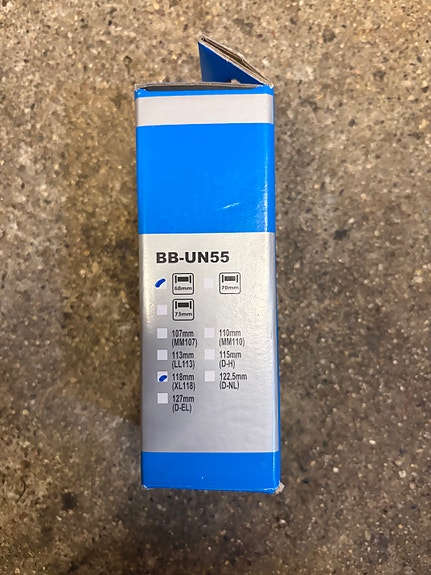 BB-UN55
68mm 70mm
73mm
107mm 110mm
(MM107) (MM110)
113mm 115mm
(LL113) (D-H)
118mm 122.5mm
(XL118) (D-NL)
127mm
(D-EL)